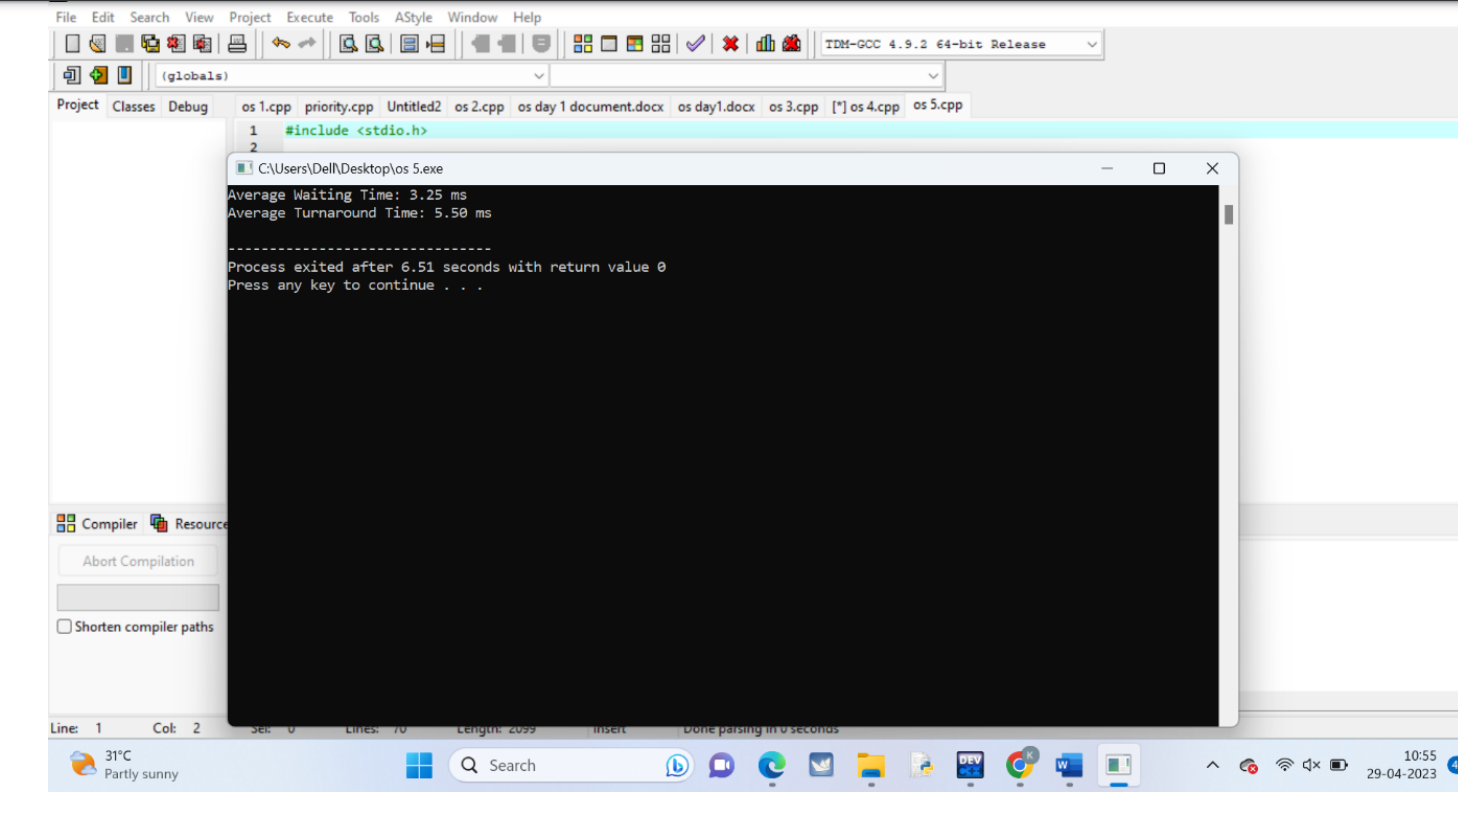 File Edit Search View Project Execute Tools AStyle Window Help
TDM-GCC 4.9.2 64-bit Release
(globals)
Project Classes Debug os 1.cpp priority.cpp Untitled2 os 2.cpp os day 1 document.docx os day1.docx os 3.cpp [*] os 4.cpp os 5.cpp
1 #include <stdio.h>
2
C:\Users\Dell\Desktop\os 5.exe
Average Waiting Time: 3.25 ms
Average Turnaround Time: 5.50 ms
--------------------------------
Process exited after 6.51 seconds with return value 0
Press any key to continue . . .
Compiler Resource
Abort Compilation
Shorten compiler paths
Line: 1 Col: 2 Sel: 0 Lines: 70 Length: 2099 Insert Done parsing in 0 seconds
31°C
Partly sunny
Search
DEV
K
W
10:55
29-04-2023
4